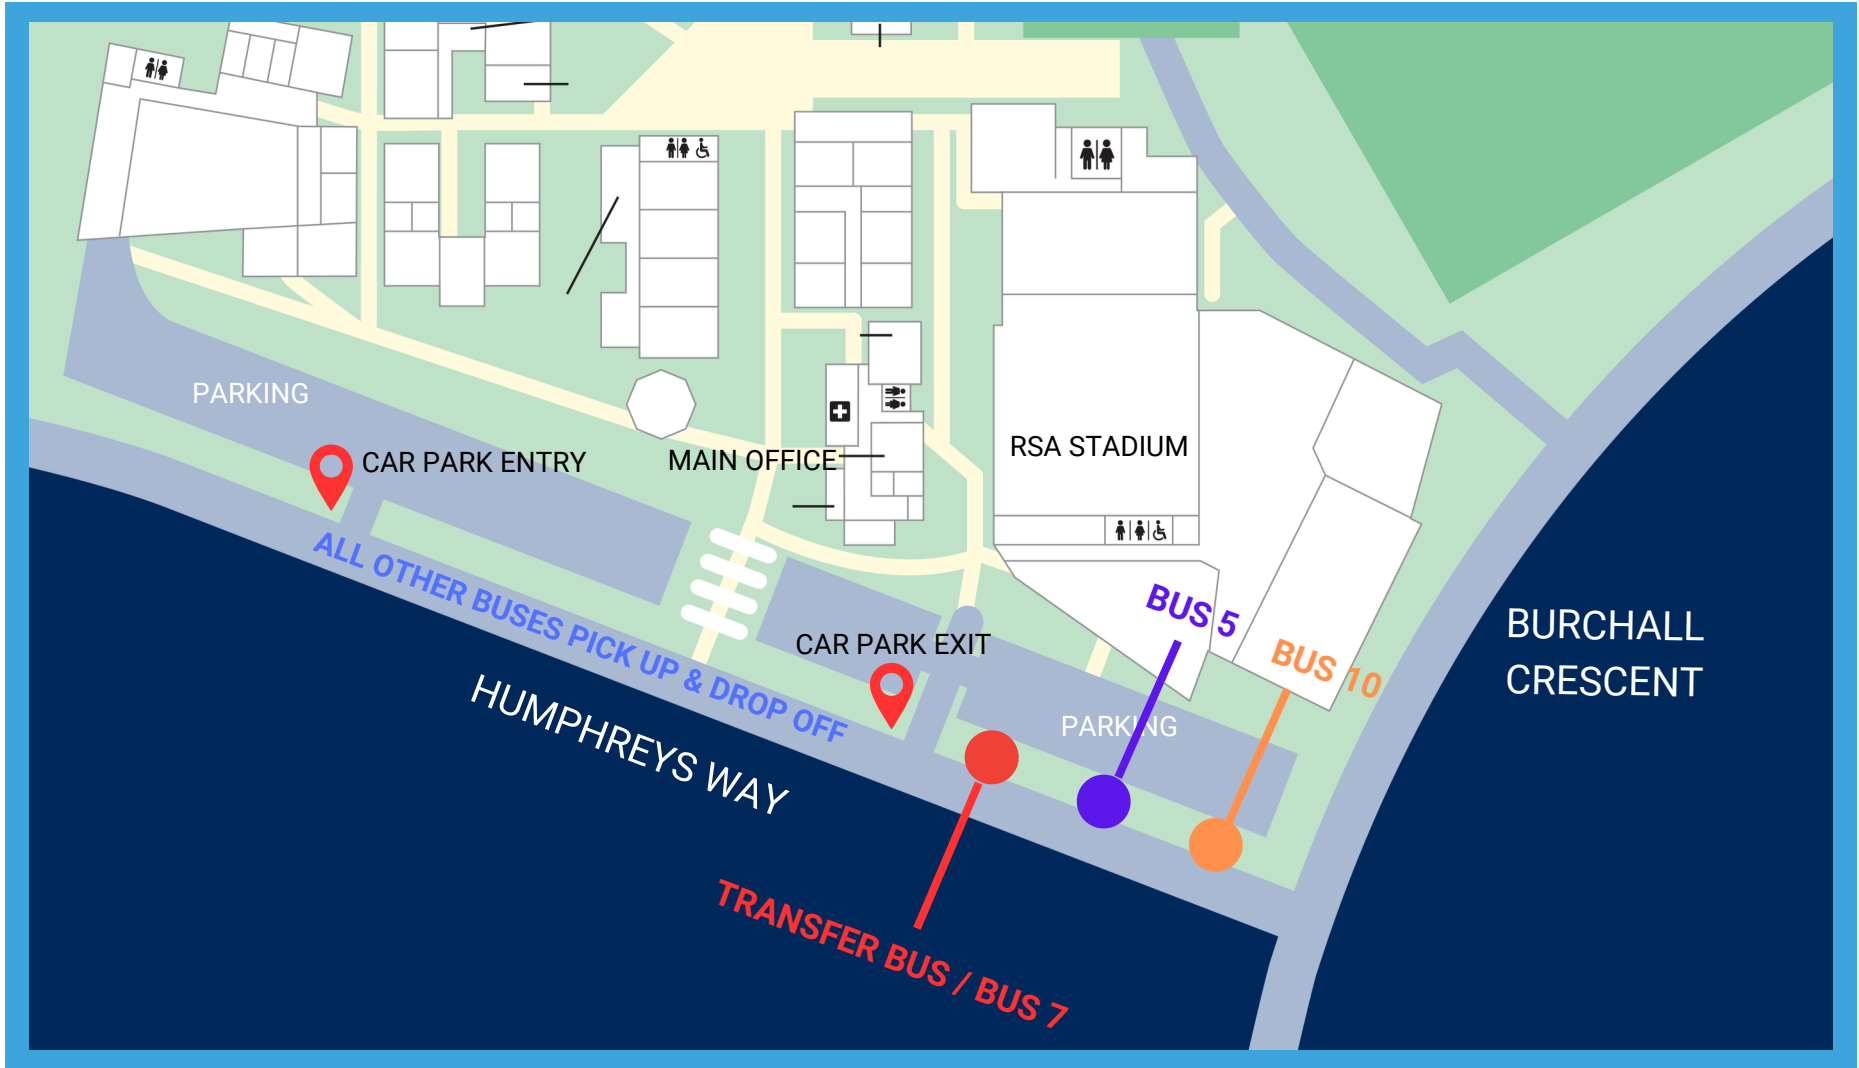 PARKING
CAR PARK ENTRY
MAIN OFFICE
RSA STADIUM
ALL OTHER BUSES PICK UP & DROP OFF
CAR PARK EXIT
BUS 5
BUS 10
BURCHALL
CRESCENT
HUMPHREYS WAY
PARKING
TRANSFER BUS / BUS 7